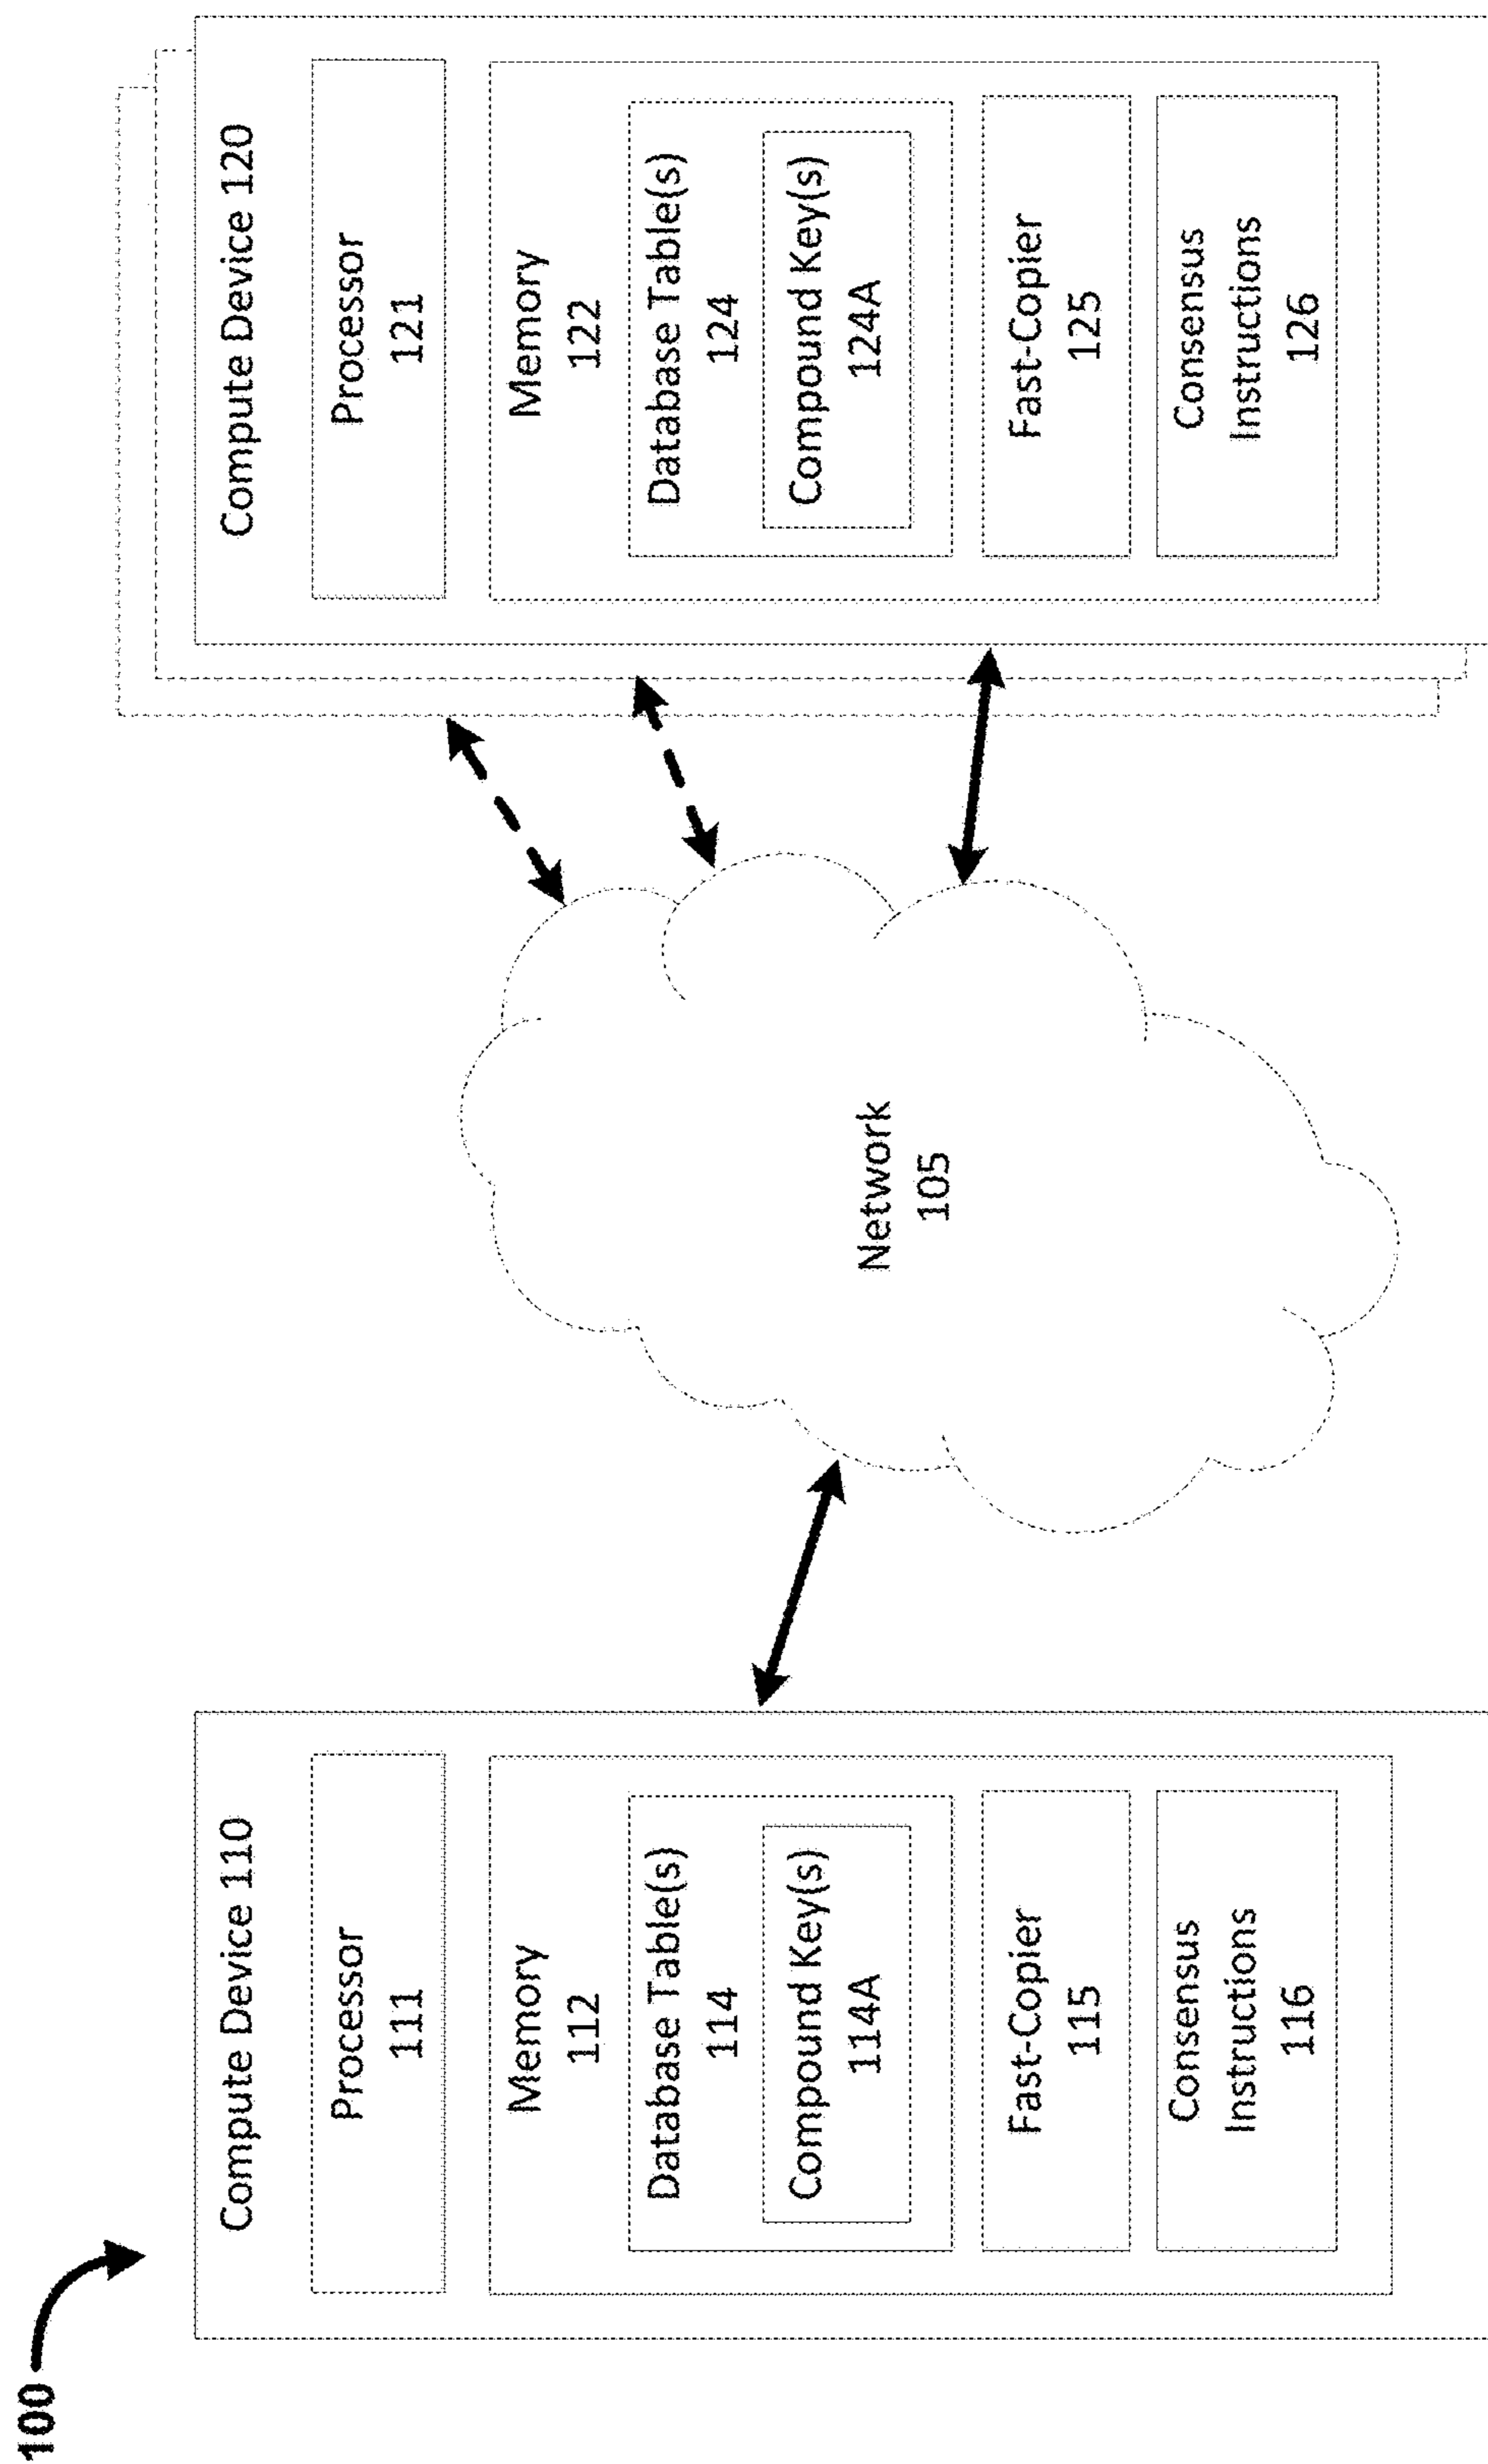 100
Compute Device 110
Processor
111
Memory
112
Database Table(s)
114
Compound Key(s)
114A
Fast-Copier
115
Consensus
Instructions
116
Network
105
Compute Device 120
Processor
121
Memory
122
Database Table(s)
124
Compound Key(s)
124A
Fast-Copier
125
Consensus
Instructions
126